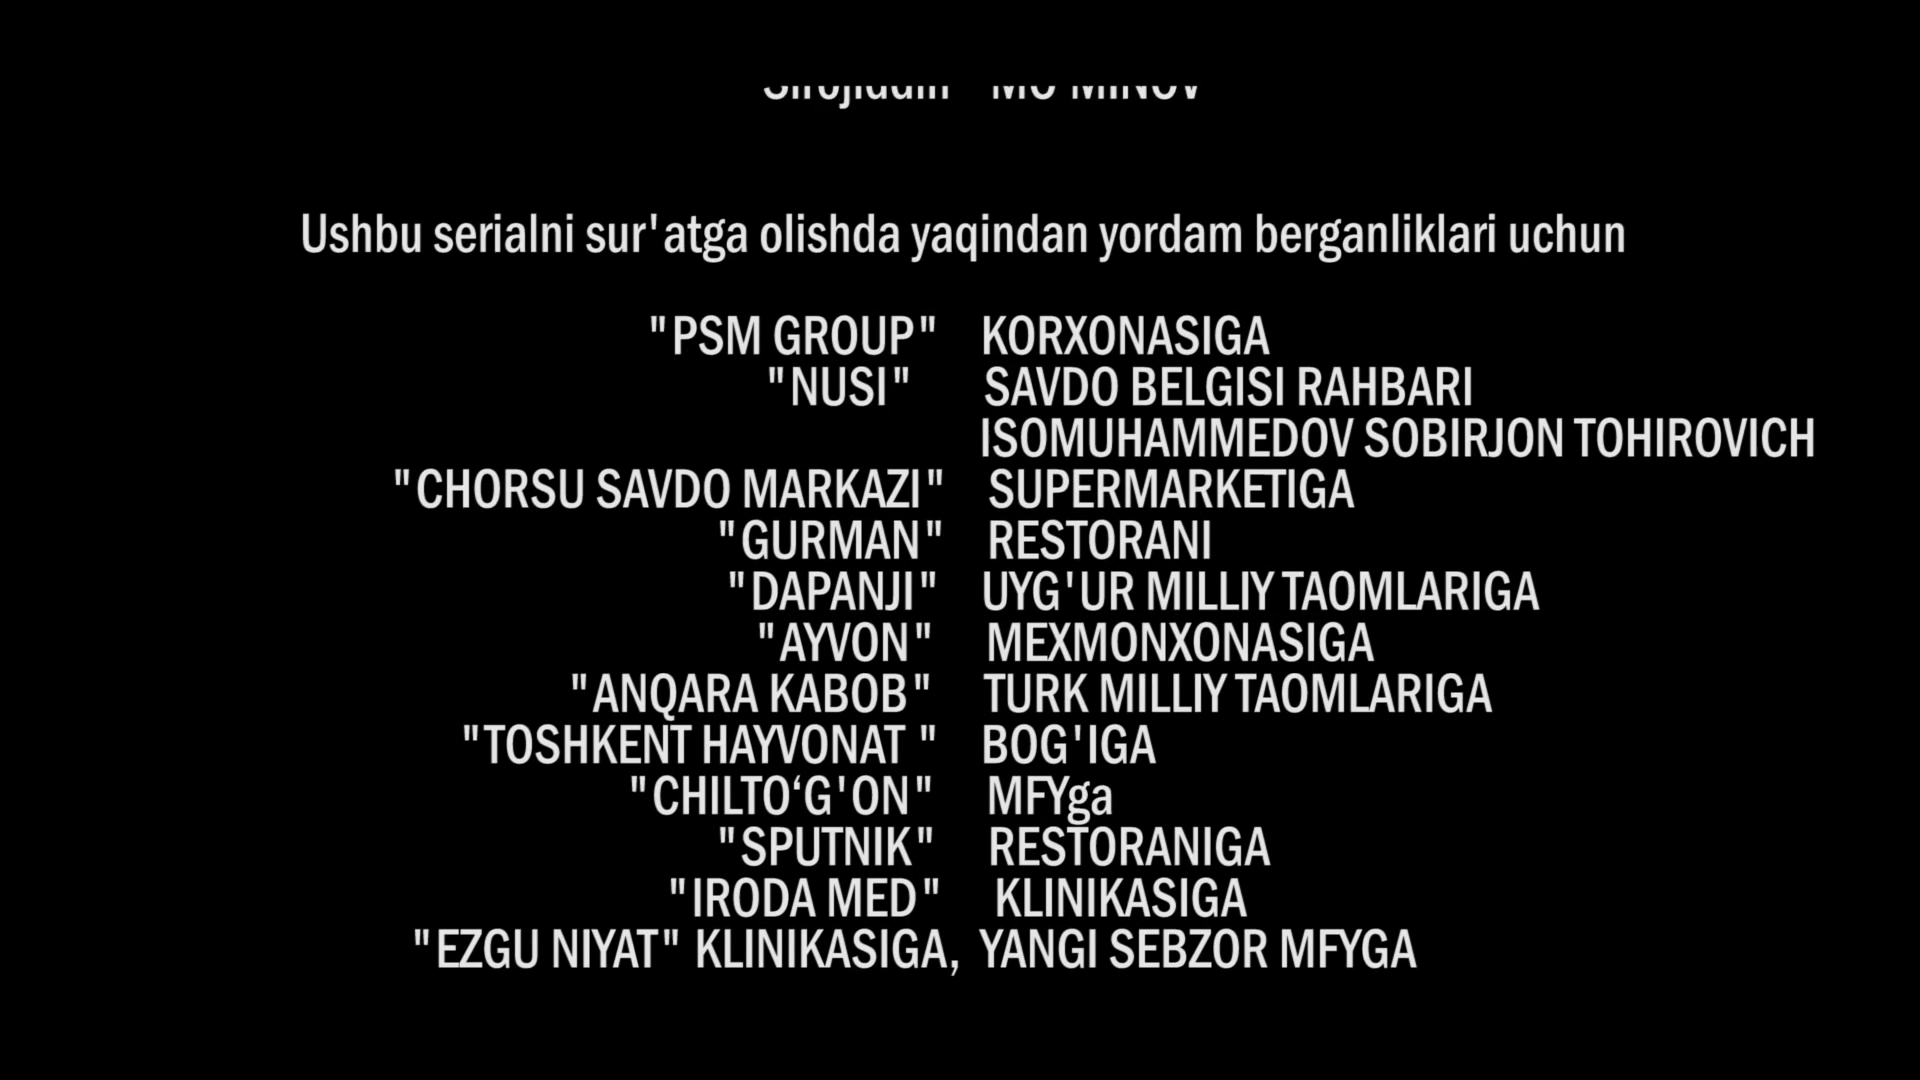 Ushbu serialni sur'atga olishda yaqindan yordam berganliklari uchun
"PSM GROUP" KORXONASIGA
"NUSI" SAVDO BELGISI RAHBARI
ISOMUHAMMEDOV SOBIRJON TOHIROVICH
"CHORSU SAVDO MARKAZI" SUPERMARKETIGA
"GURMAN" RESTORANI
"DAPANJI" UYG'UR MILLIY TAOMLARIGA
"AYVON" MEXMONXONASIGA
"ANQARA KABOB" TURK MILLIY TAOMLARIGA
"TOSHKENT HAYVONAT " BOG'IGA
"CHILTO‘G'ON" MFYga
"SPUTNIK" RESTORANIGA
"IRODA MED" KLINIKASIGA
"EZGU NIYAT" KLINIKASIGA, YANGI SEBZOR MFYGA